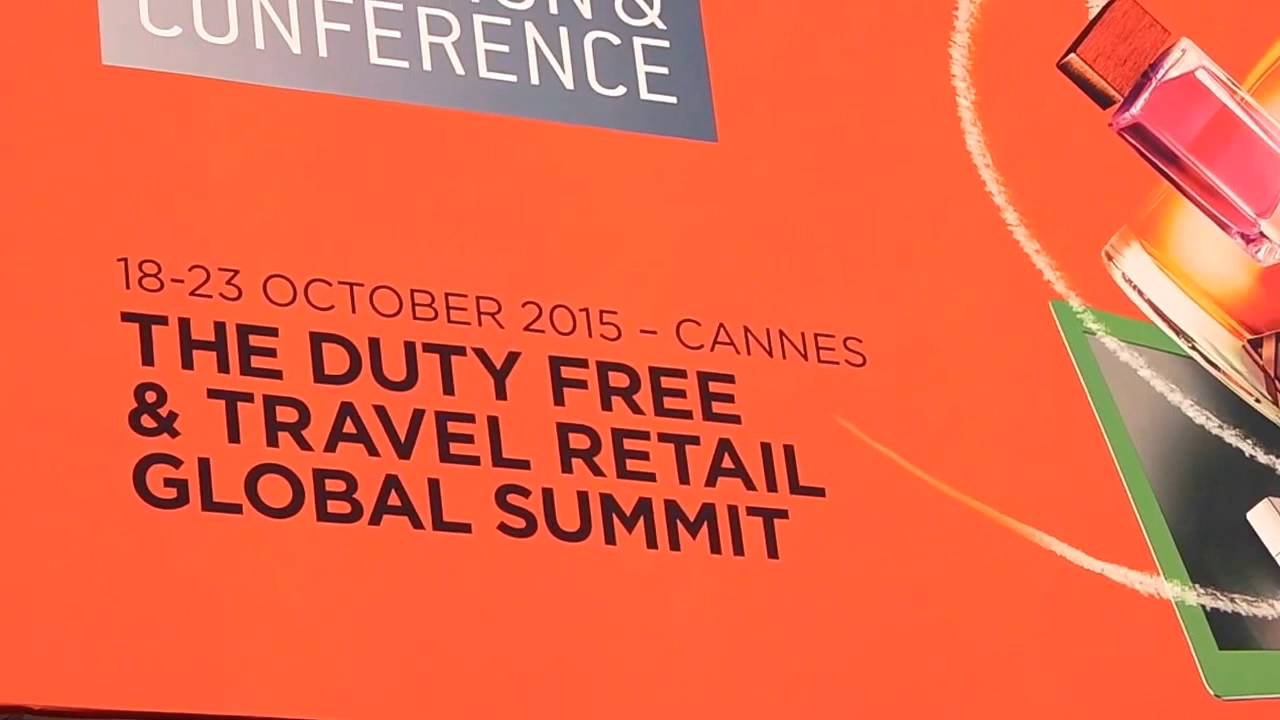 &
CONFERENCE
18-23 OCTOBER 2015 – CANNES
THE DUTY FREE
& TRAVEL RETAIL
GLOBAL SUMMIT